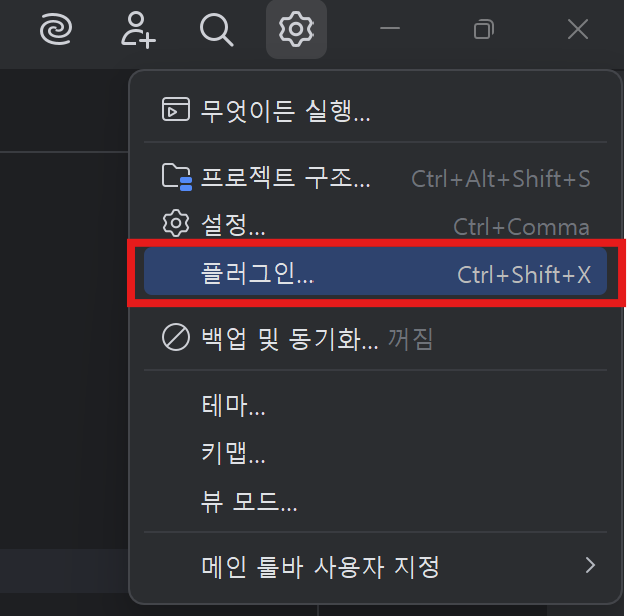 무엇이든 실행...
프로젝트 구조... Ctrl+Alt+Shift+S
설정... Ctrl+Comma
플러그인... Ctrl+Shift+X
백업 및 동기화... 꺼짐
테마...
키맵...
뷰 모드...
메인 툴바 사용자 지정